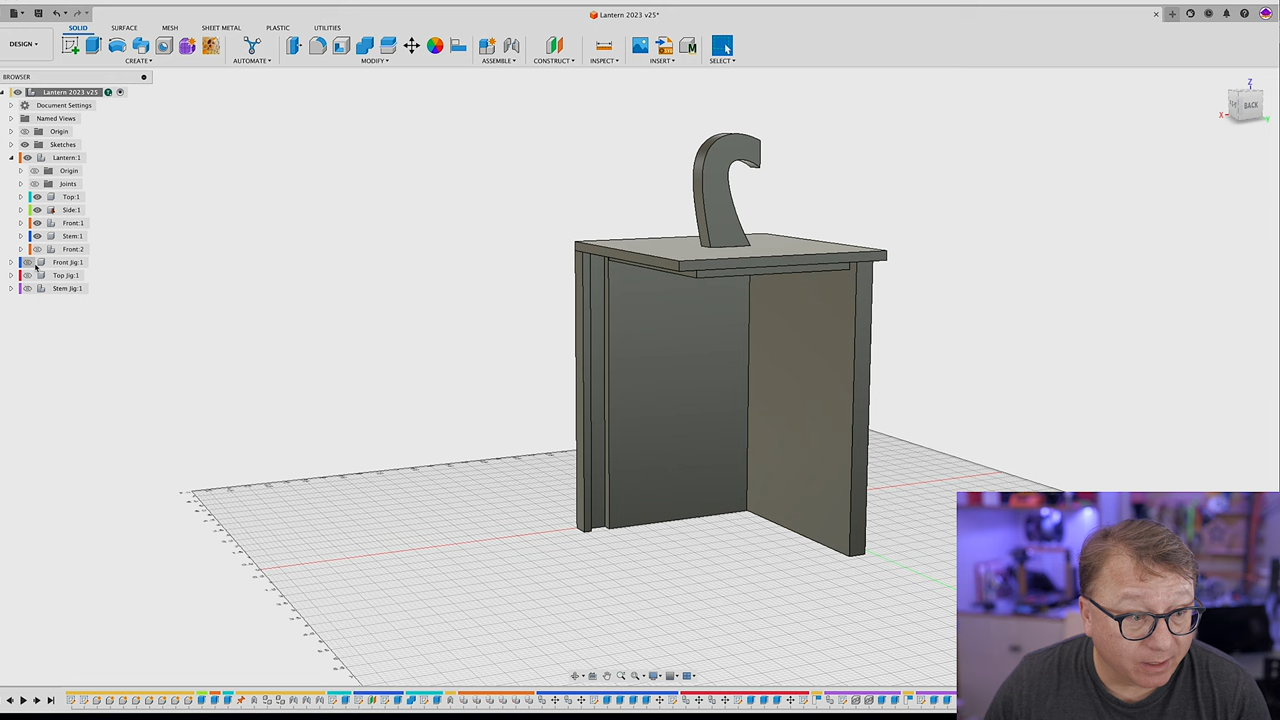 Lantern 2023 v25*
DESIGN
SOLID
SURFACE
MESH
SHEET METAL
PLASTIC
UTILITIES
CREATE
AUTOMATE
MODIFY
ASSEMBLE
CONSTRUCT
INSPECT
INSERT
SELECT
BROWSER
Lantern 2023 v25
Document Settings
Named Views
Origin
Sketches
Lantern:1
Origin
Joints
Top:1
Side:1
Front:1
Stem:1
Front:2
Front Jig:1
Top Jig:1
Stem Jig:1
Z
BACK
X
Y